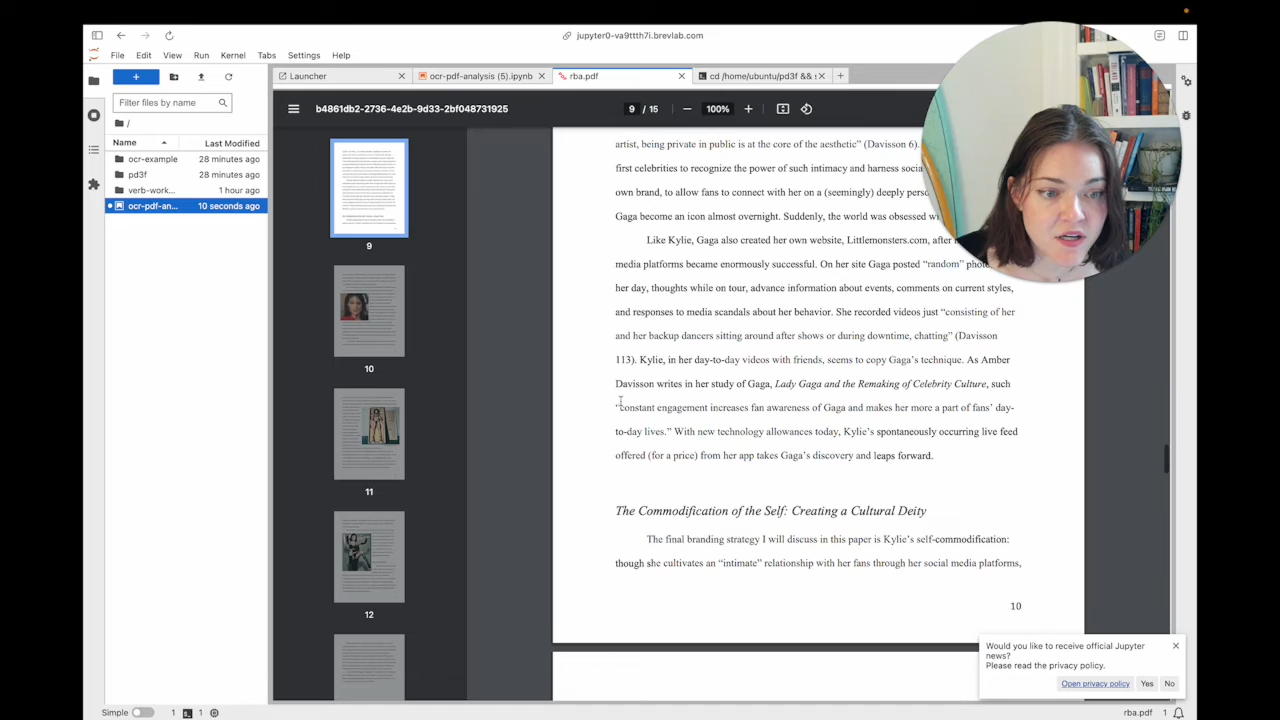 jupyter0-va9ttth7i.brevlab.com
File Edit View Run Kernel Tabs Settings Help
Launcher
ocr-pdf-analysis (5).ipynb
rba.pdf
cd /home/ubuntu/pd3f && s
Filter files by name
/
Name Last Modified
ocr-example 28 minutes ago
pd3f 28 minutes ago
verb-work... 1 hour ago
ocr-pdf-an... 10 seconds ago
b4861db2-2736-4e2b-9d33-2bf048731925
9 / 15
100%
9
10
11
12
artist, being private in public is at the core of the aesthetic” (Davisson 6).
first celebrities to recognize the power of such intimacy and harness
own brand, to allow fans to connect with her on a (seemingly) deeply
Gaga become an icon almost overnight. Suddenly, the world was obsessed
Like Kylie, Gaga also created her own website, Littlemonsters.com, after
media platforms became enormously successful. On her site Gaga posted “random”
her day, thoughts while on tour, advance information about events, comments on current styles,
and responses to media scandals about her behavior. She recorded videos just “consisting of her
and her backup dancers sitting around after shows or during downtime, chatting” (Davisson
113). Kylie, in her day-to-day videos with friends, seems to copy Gaga’s technique. As Amber
Davisson writes in her study of Gaga, Lady Gaga and the Remaking of Celebrity Culture, such
“constant engagement increases fan awareness of Gaga and makes her more a part of fans’ day-
to-day lives.” With new technology allowances today, Kylie’s spontaneously occurring live feed
offered (for a price) from her app takes Gaga’s discovery and leaps forward.
The Commodification of the Self: Creating a Cultural Deity
The final branding strategy I will discuss in this paper is Kylie’s self-commodification:
though she cultivates an “intimate” relationship with her fans through her social media platforms,
10
Would you like to receive official Jupyter
news?
Please read the privacy policy.
Open privacy policy Yes No
Simple 1 1
rba.pdf 1